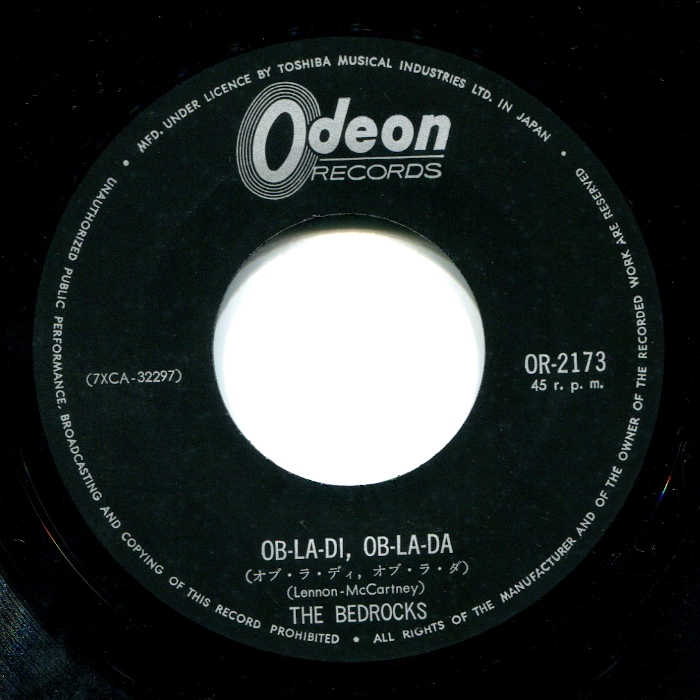 MFD. UNDER LICENCE BY TOSHIBA MUSICAL INDUSTRIES LTD. IN JAPAN
Odeon
RECORDS
(7XCA-32297)
OR-2173
45 r. p. m.
OB-LA-DI, OB-LA-DA
(オブ・ラ・ディ, オブ・ラ・ダ)
(Lennon-McCartney)
THE BEDROCKS
UNAUTHORIZED PUBLIC PERFORMANCE, BROADCASTING AND COPYING OF THIS RECORD PROHIBITED • ALL RIGHTS OF THE MANUFACTURER AND OF THE OWNER OF THE RECORDED WORK ARE RESERVED